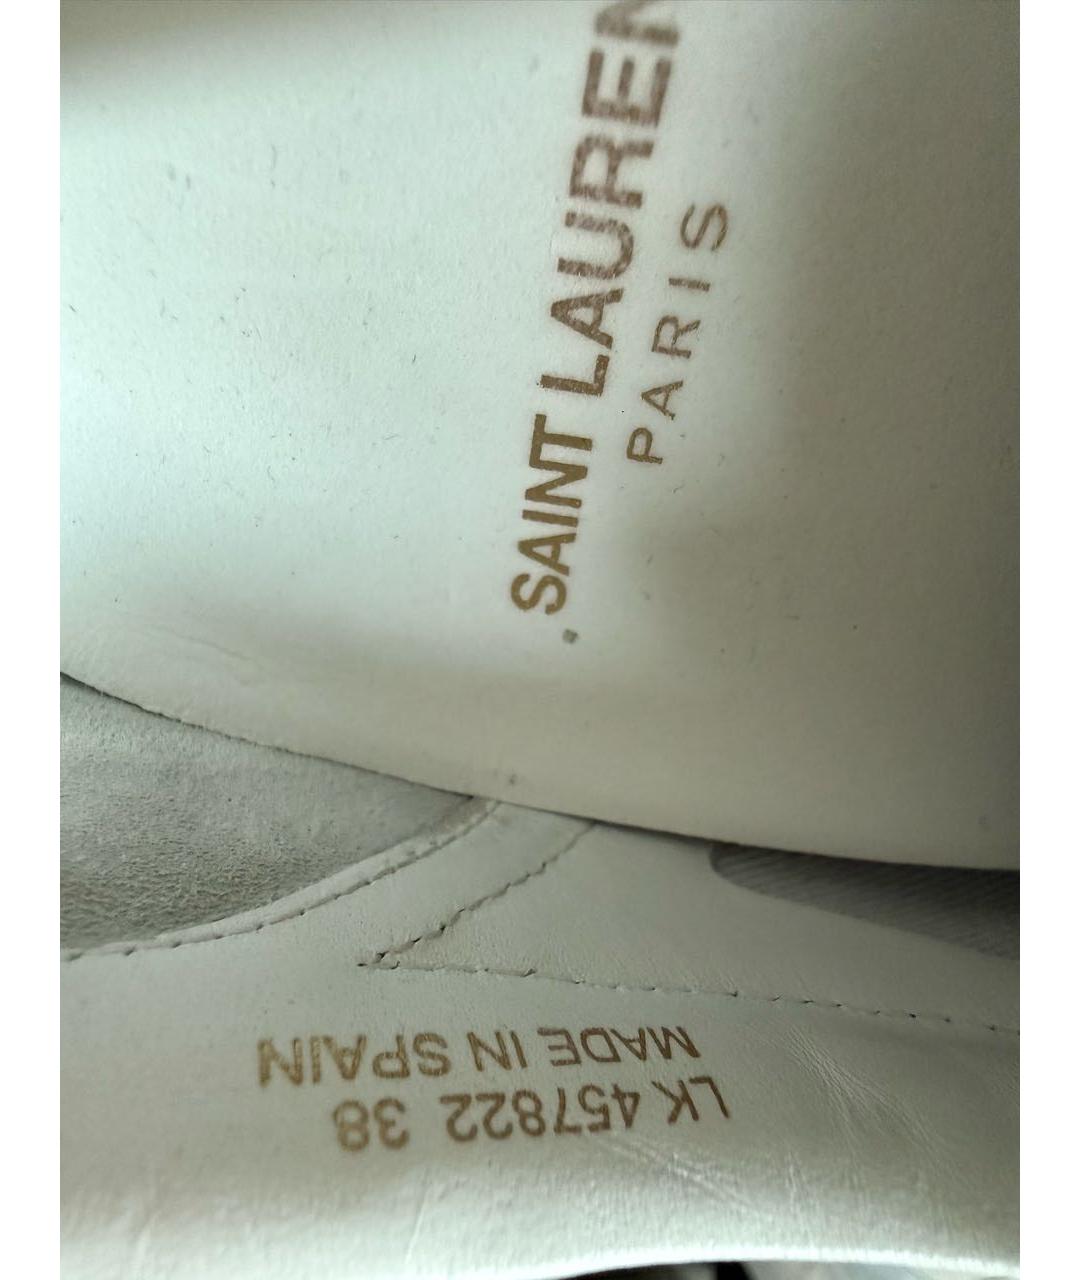 SAINT LAUREN
PARIS
MADE IN SPAIN
LK 457822 38